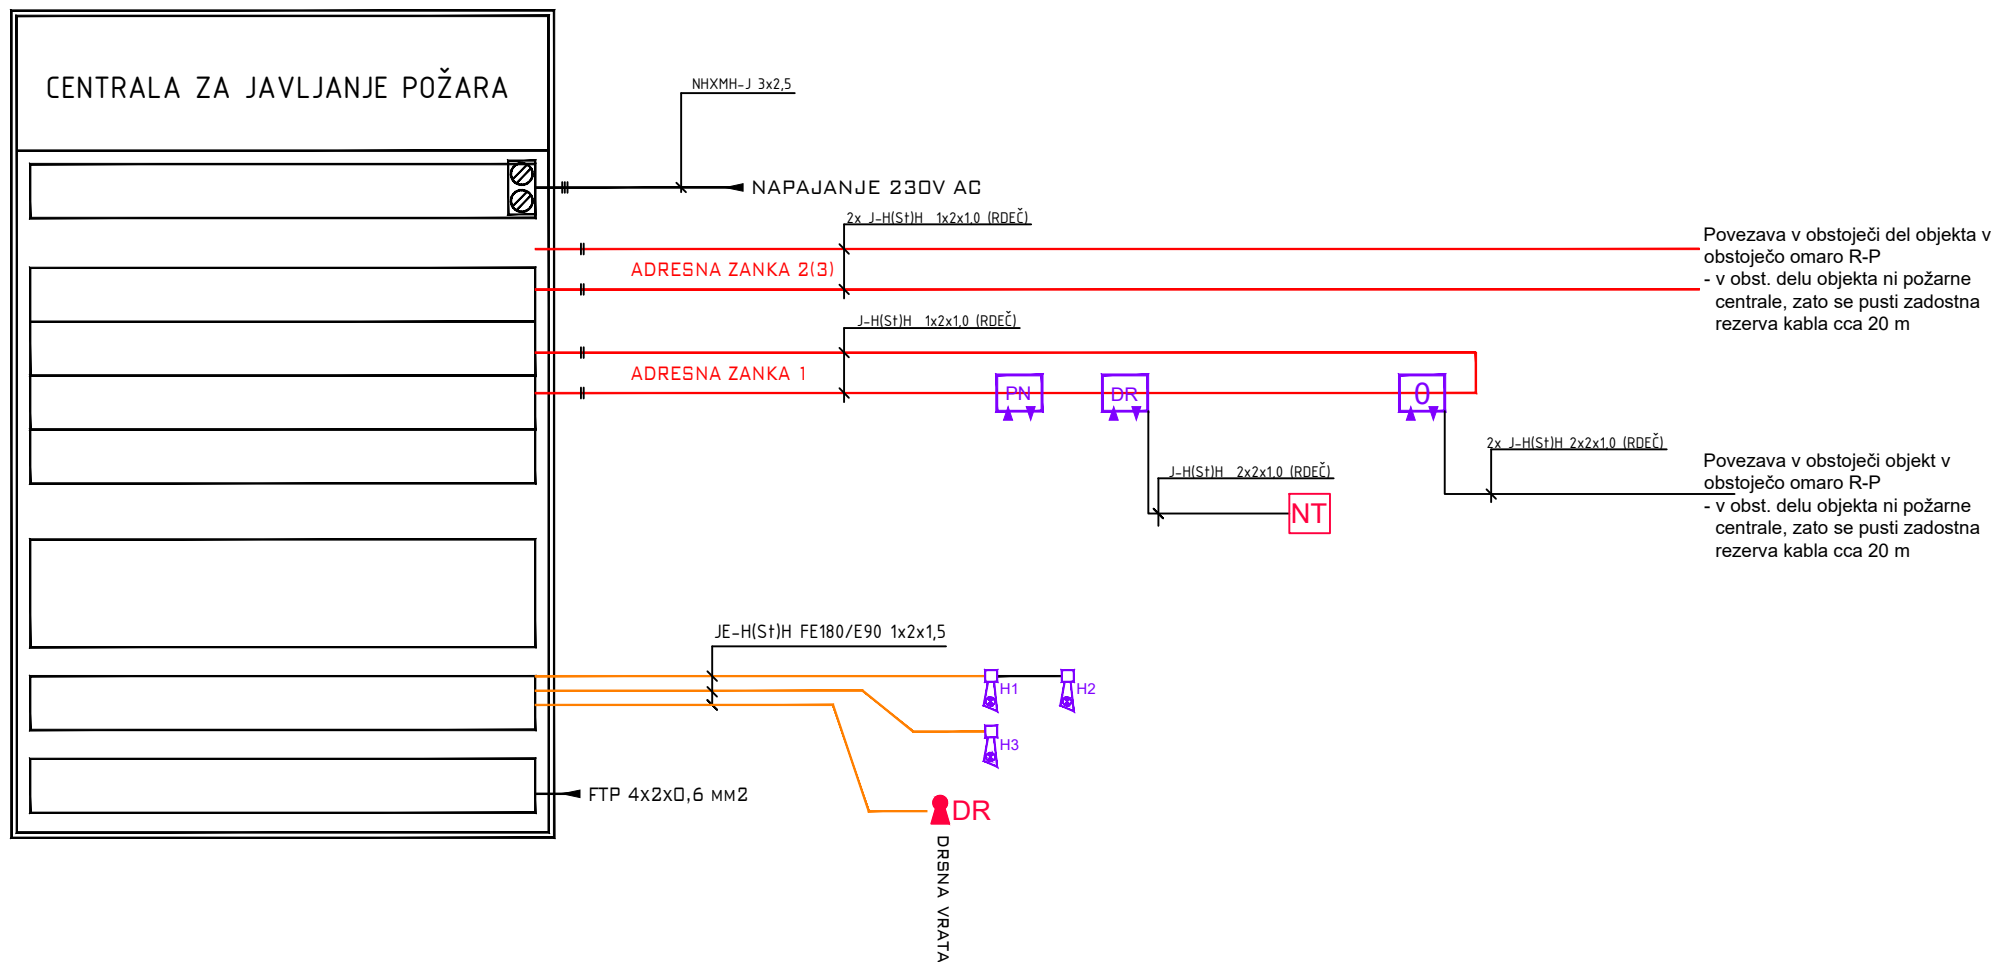 CENTRALA ZA JAVLJANJE POŽARA
NHXMH-J 3x2,5
NAPAJANJE 230V AC
2x J-H(St)H 1x2x1,0 (RDEČ)
ADRESNA ZANKA 2(3)
Povezava v obstoječi del objekta v
obstoječo omaro R-P
- v obst. delu objekta ni požarne
centrale, zato se pusti zadostna
rezerva kabla cca 20 m
J-H(St)H 1x2x1,0 (RDEČ)
ADRESNA ZANKA 1
PN
DR
0
2x J-H(St)H 2x2x1,0 (RDEČ)
J-H(St)H 2x2x1,0 (RDEČ)
NT
Povezava v obstoječi objekt v
obstoječo omaro R-P
- v obst. delu objekta ni požarne
centrale, zato se pusti zadostna
rezerva kabla cca 20 m
JE-H(St)H FE180/E90 1x2x1,5
H1
H2
H3
FTP 4x2x0,6 мм2
DR
DRSNA VRATA